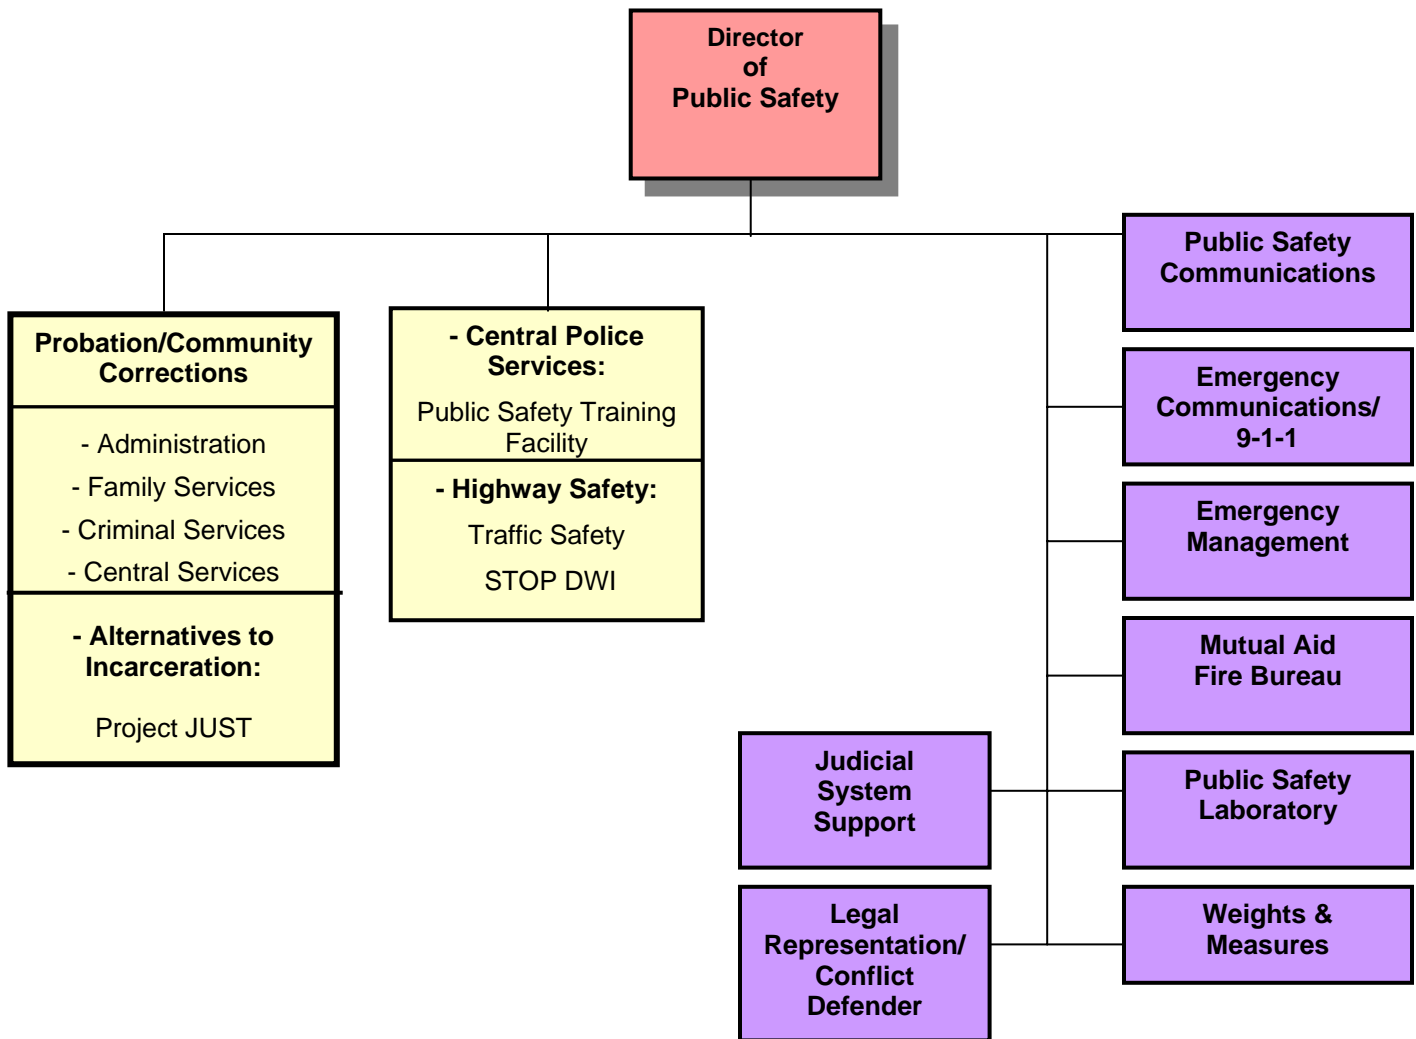 Director
of
Public Safety
Probation/Community
Corrections
- Administration
- Family Services
- Criminal Services
- Central Services
- Alternatives to
Incarceration:
Project JUST
- Central Police
Services:
Public Safety Training
Facility
- Highway Safety:
Traffic Safety
STOP DWI
Public Safety
Communications
Emergency
Communications/
9-1-1
Emergency
Management
Mutual Aid
Fire Bureau
Judicial
System
Support
Public Safety
Laboratory
Legal
Representation/
Conflict
Defender
Weights &
Measures